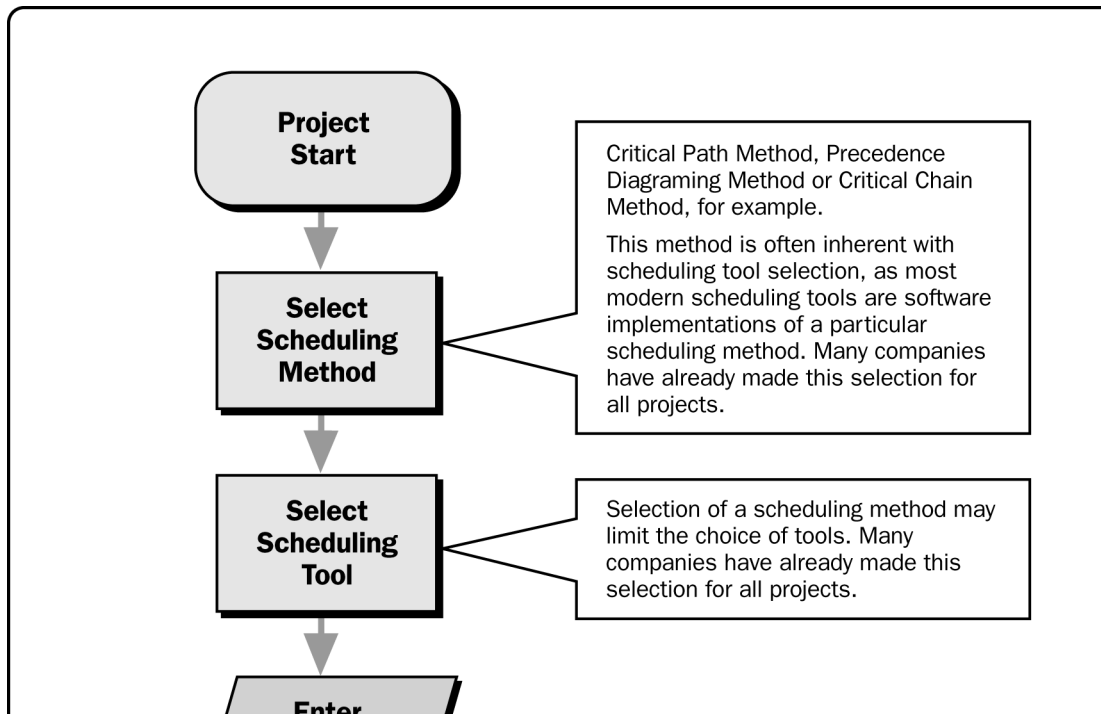 Project
Start
Critical Path Method, Precedence
Diagraming Method or Critical Chain
Method, for example.
This method is often inherent with
scheduling tool selection, as most
modern scheduling tools are software
implementations of a particular
scheduling method. Many companies
have already made this selection for
all projects.
Select
Scheduling
Method
Select
Scheduling
Tool
Selection of a scheduling method may
limit the choice of tools. Many
companies have already made this
selection for all projects.
Enter